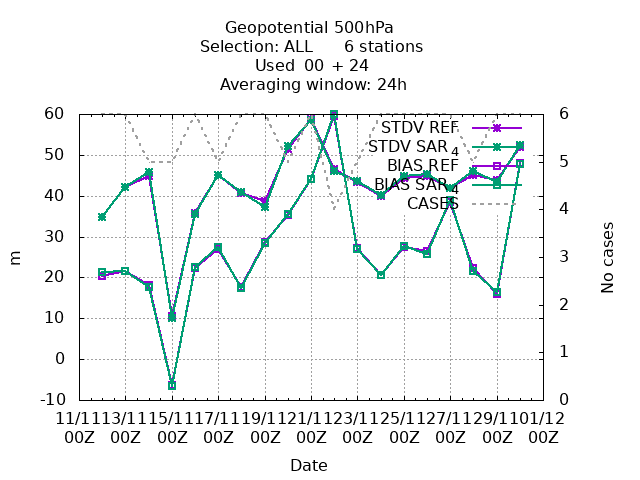 Geopotential 500hPa
Selection: ALL 6 stations
Used 00 + 24
Averaging window: 24h
60
50
40
30
20
10
0
-10
m
6
5
4
3
2
1
0
No cases
STDV REF
STDV SAR4
BIAS REF
BIAS SAR4
CASES
11/11 13/11 15/11 17/11 19/11 21/11 23/11 25/11 27/11 29/11 01/12
00Z 00Z 00Z 00Z 00Z 00Z 00Z 00Z 00Z 00Z 00Z
Date